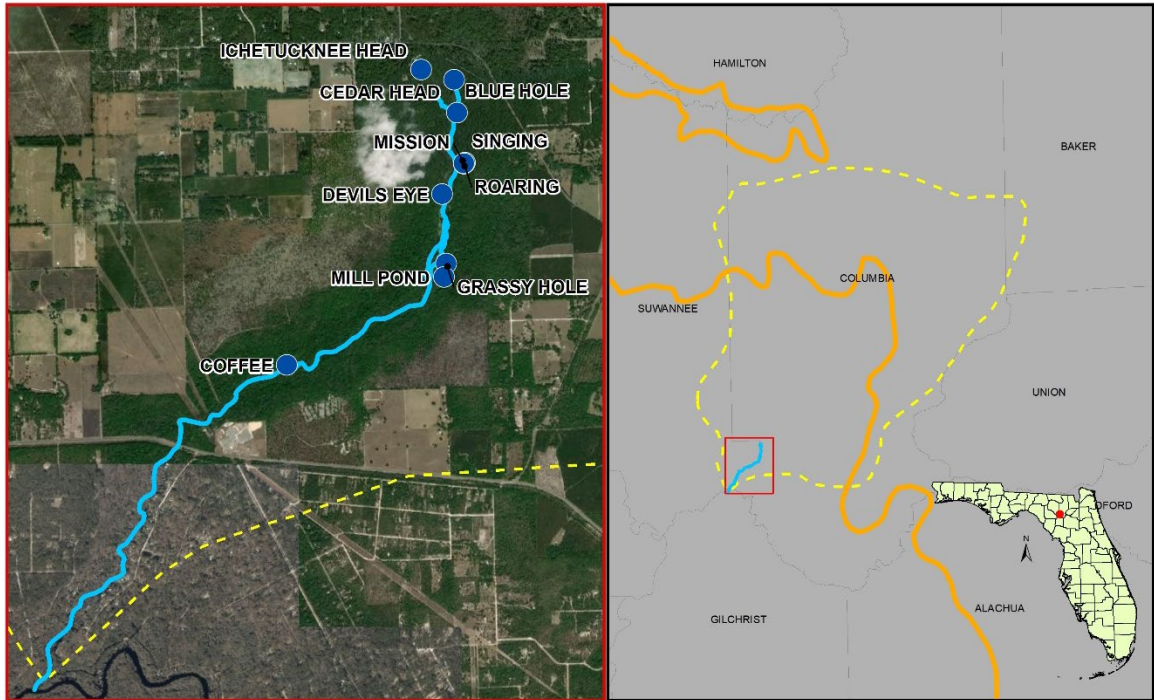 ICHETUCKNEE HEAD
CEDAR HEAD
BLUE HOLE
MISSION
SINGING
ROARING
DEVILS EYE
MILL POND
GRASSY HOLE
COFFEE
HAMILTON
BAKER
COLUMBIA
SUWANNEE
UNION
DFORD
N
ALACHUA
GILCHRIST